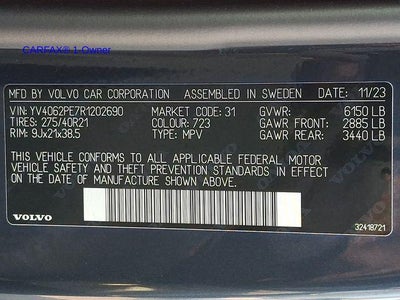 CARFAX® 1-Owner
MFD BY VOLVO CAR CORPORATION ASSEMBLED IN SWEDEN DATE: 11/23
VIN: YV4062PE7R1202690 MARKET CODE: 31 GVWR: 6150 LB
TIRES: 275/40R21 COLOUR: 723 GAWR FRONT: 2885 LB
RIM: 9Jx21x38.5 TYPE: MPV GAWR REAR: 3440 LB
THIS VEHICLE CONFORMS TO ALL APPLICABLE FEDERAL MOTOR
VEHICLE SAFETY AND THEFT PREVENTION STANDARDS IN EFFECT
ON THE DATE OF MANUFACTURE SHOWN ABOVE.
VOLVO 32418721